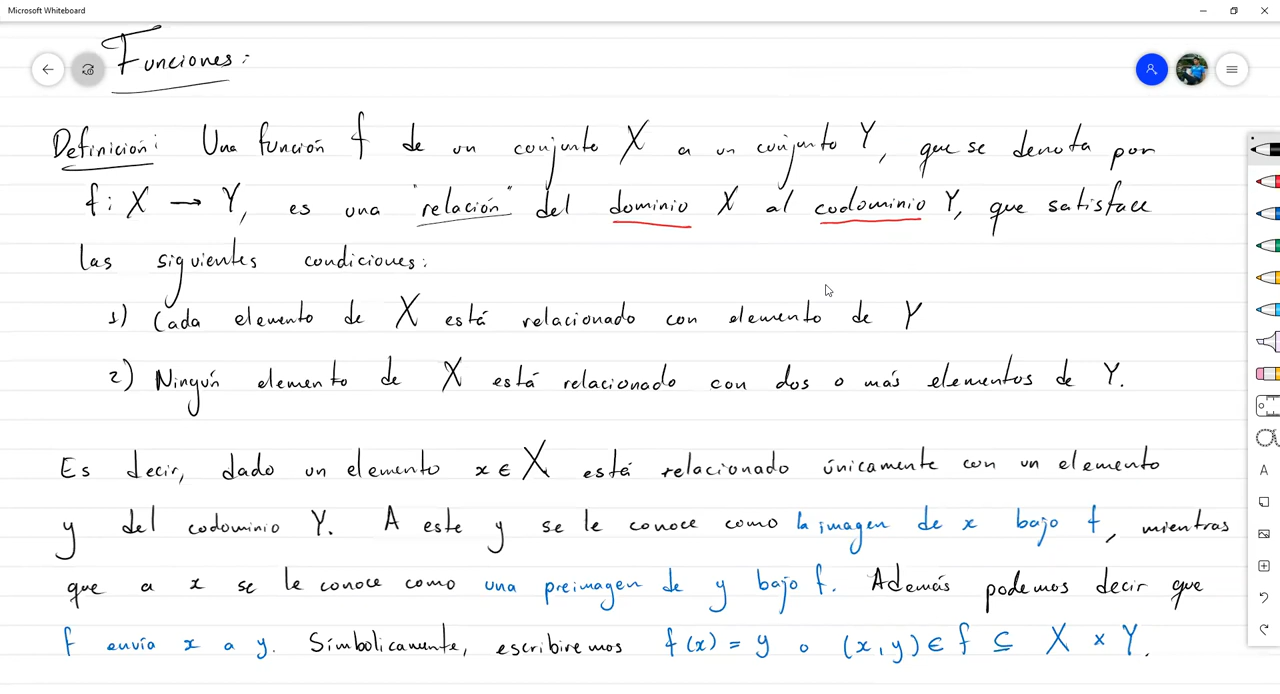 Microsoft Whiteboard
Funciones:
Definición: Una función f de un conjunto X a un conjunto Y, que se denota por
f: X → Y, es una "relación" del dominio X al codominio Y, que satisface
las siguientes condiciones:
1) Cada elemento de X está relacionado con elemento de Y
2) Ningún elemento de X está relacionado con dos o más elementos de Y.
Es decir, dado un elemento x ∈ X está relacionado únicamente con un elemento
y del codominio Y. A este y se le conoce como la imagen de x bajo f, mientras
que a x se le conoce como una preimagen de y bajo f. Además podemos decir que
f envía x a y. Símbolicamente, escribiremos f(x) = y o (x,y) ∈ f ⊆ X × Y.